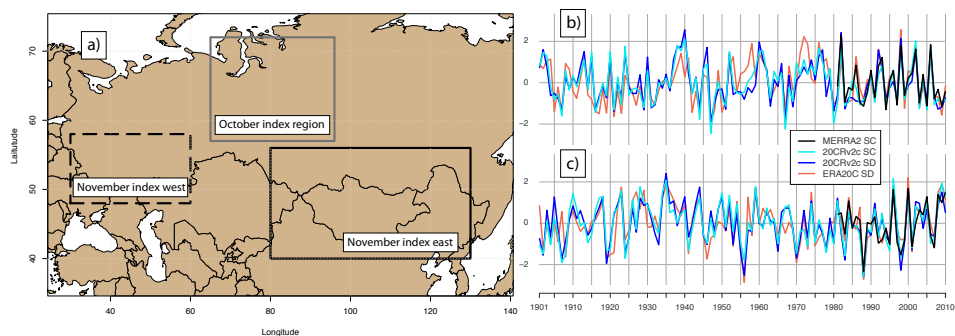 a)
October index region
November index west
November index east
Lalitutude
70
60
50
40
40
60
80
100
120
140
Longitude
b)
2
0
−2
MERRA2 SC
20CRv2c SC
20CRv2c SD
ERA20C SD
c)
2
0
−2
1901 1910 1920 1930 1940 1950 1960 1970 1980 1990 2000 2010